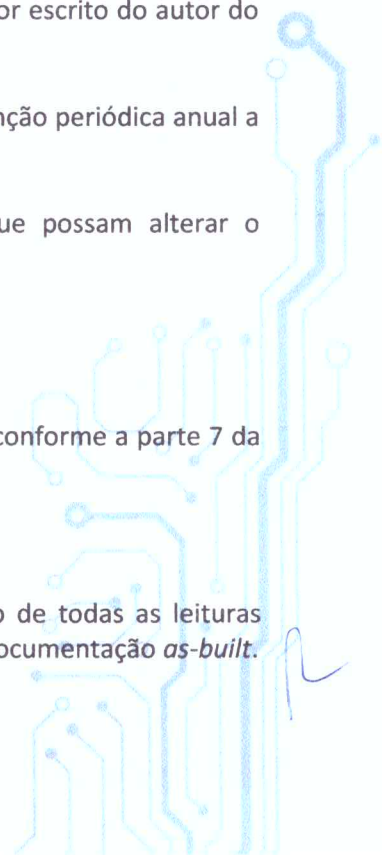 or escrito do autor do
nção periódica anual a
ue possam alterar o
conforme a parte 7 da
o de todas as leituras
ocumentação as-built.